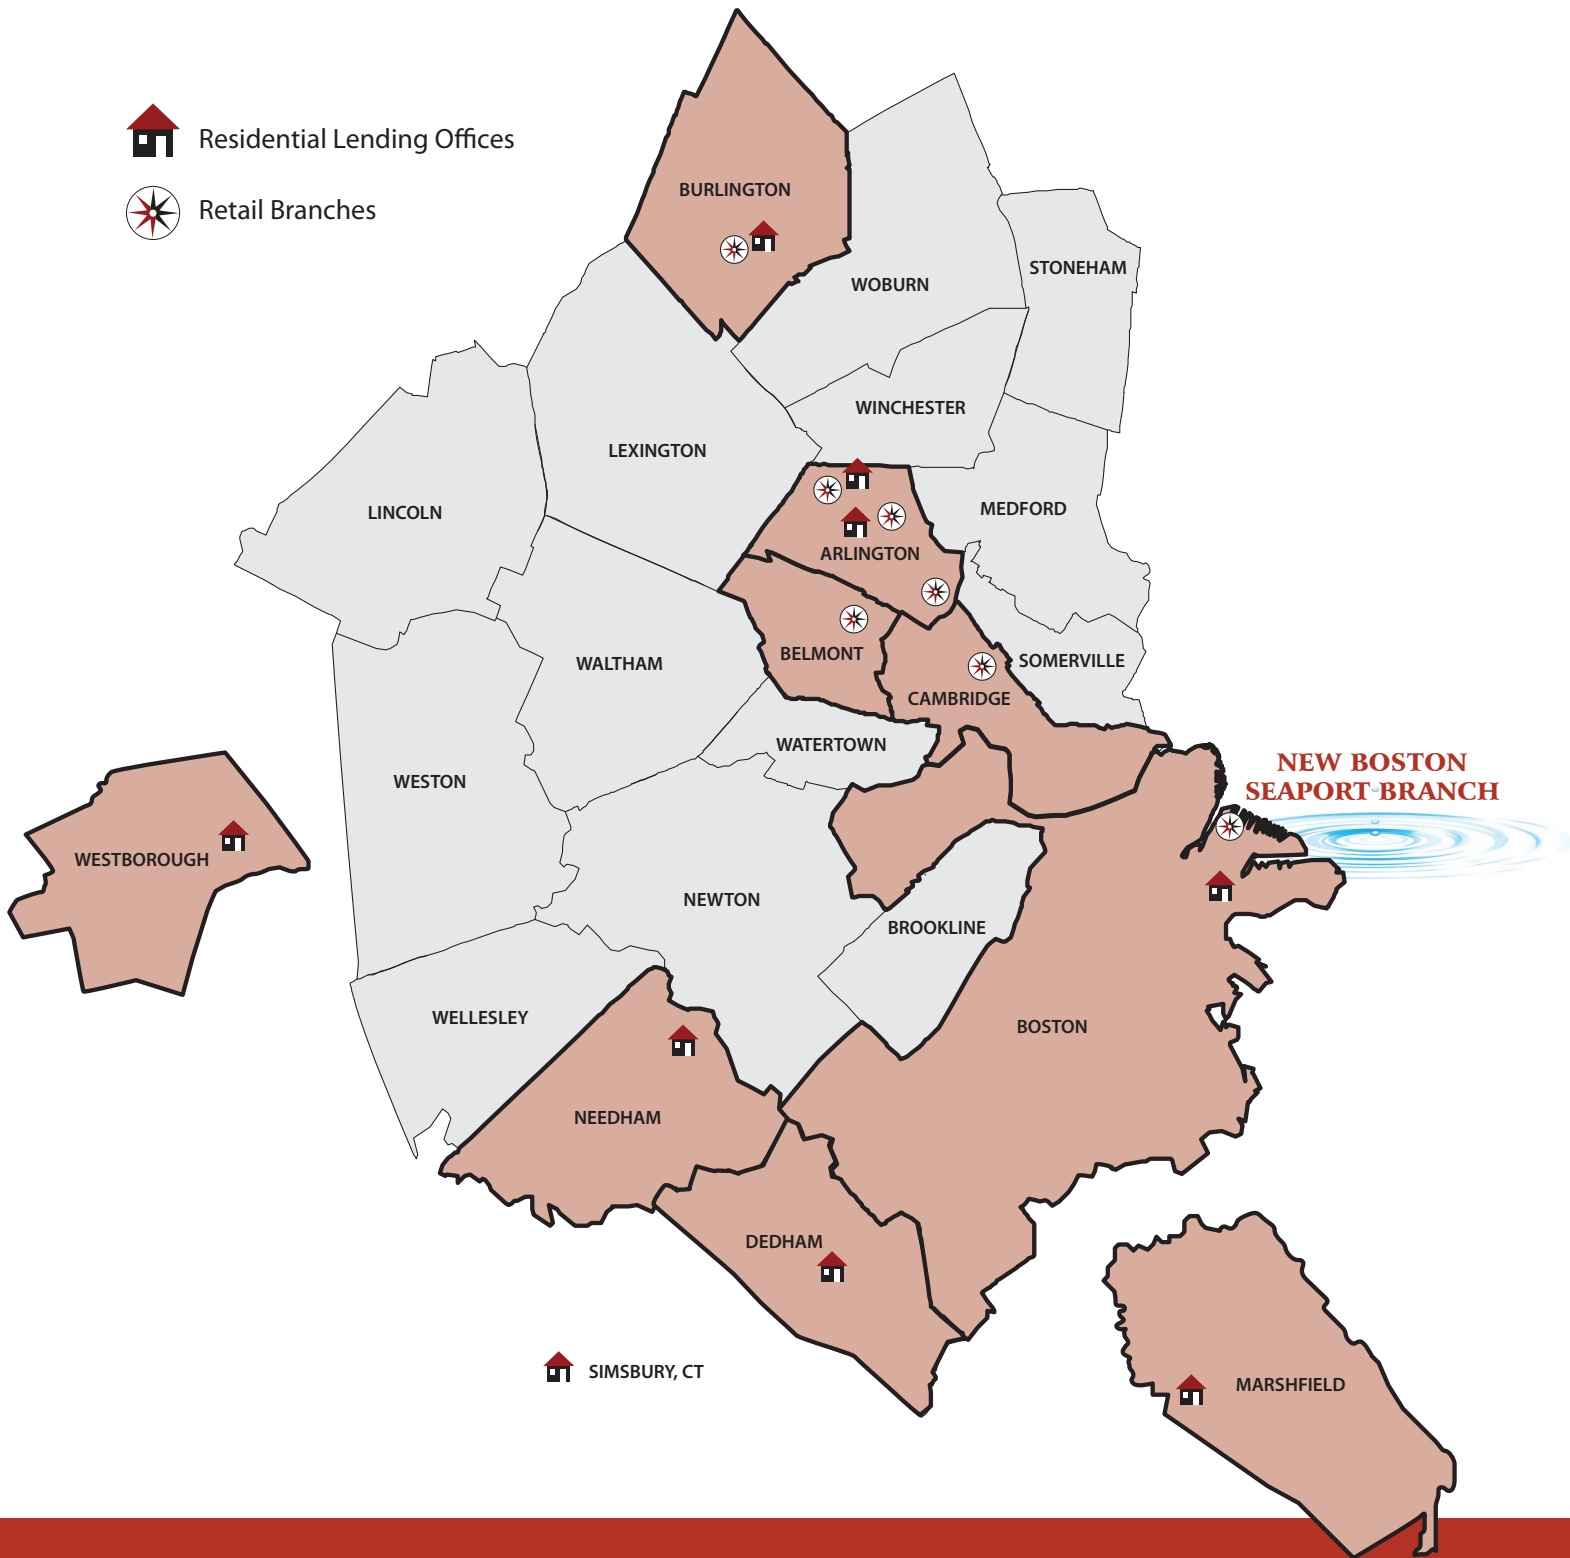 Residential Lending Offices
Retail Branches
BURLINGTON
STONEHAM
WOBURN
WINCHESTER
LEXINGTON
LINCOLN
MEDFORD
ARLINGTON
BELMONT
SOMERVILLE
WALTHAM
CAMBRIDGE
WATERTOWN
NEW BOSTON
SEAPORT BRANCH
WESTON
WESTBOROUGH
NEWTON
BROOKLINE
WELLESLEY
BOSTON
NEEDHAM
DEDHAM
SIMSBURY, CT
MARSHFIELD